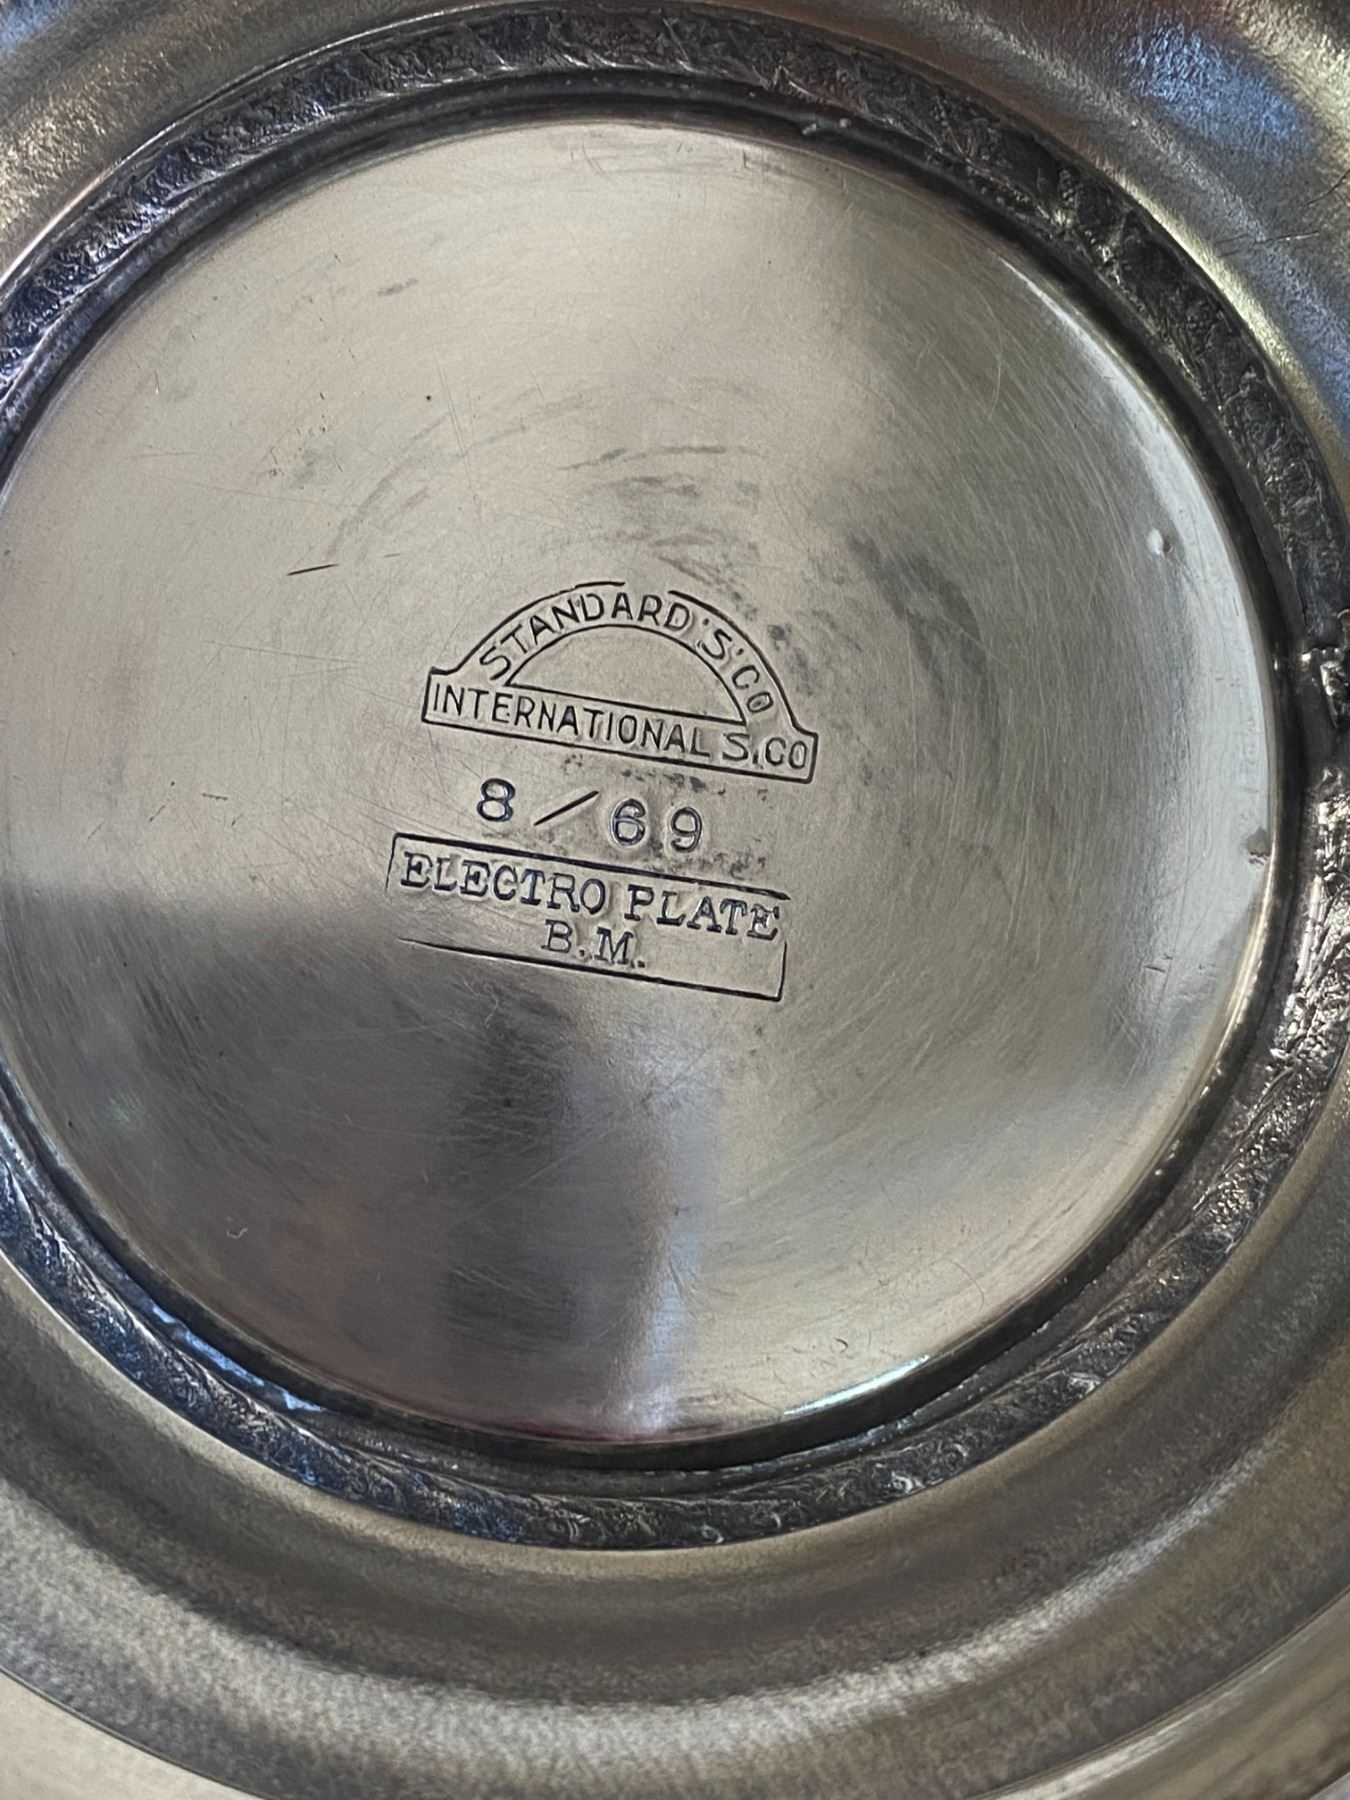 STANDARD 'S' CO
INTERNATIONAL S. CO
8/69
ELECTRO PLATE
B.M.